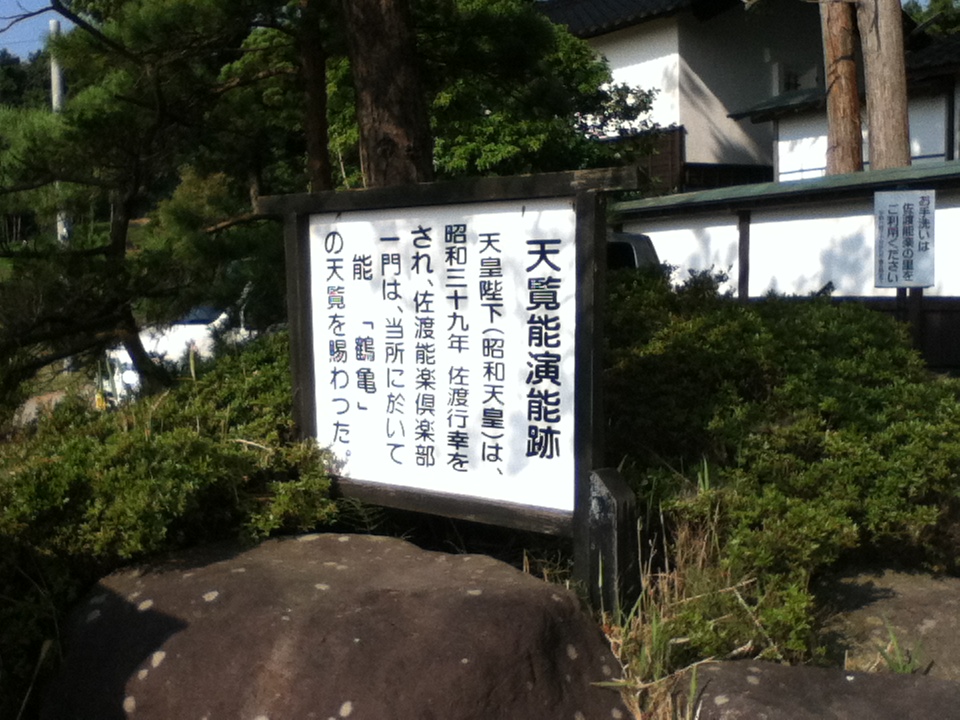 天覧能演能跡
天皇陛下(昭和天皇)は、
昭和三十九年 佐渡行幸を
され、佐渡能楽倶楽部
一門は、当所に於いて
能 「鶴亀」
の天覧を賜わった。
お手洗いは
佐渡能楽の里を
ご利用ください